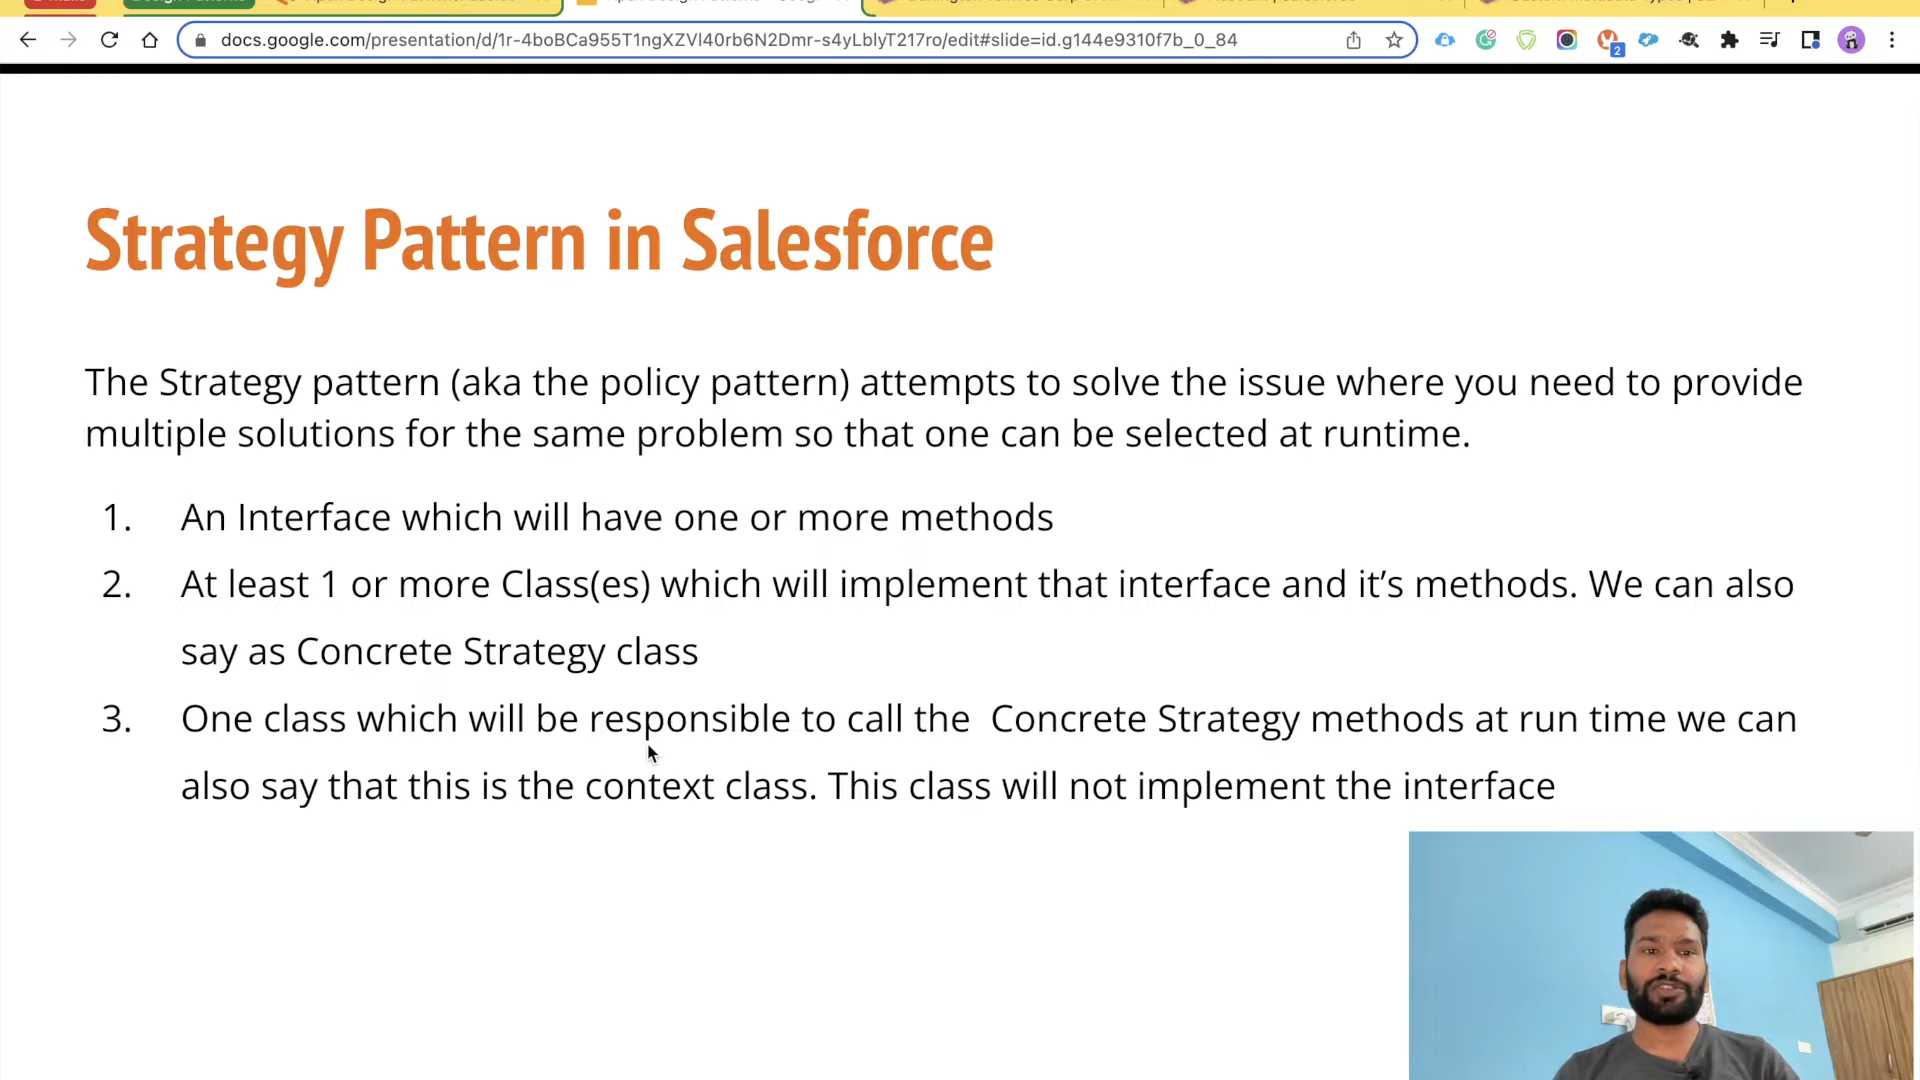 docs.google.com/presentation/d/1r-4boBCa955T1ngXZVl40rb6N2Dmr-s4yLblyT217ro/edit#slide=id.g144e9310f7b_0_84
2
Strategy Pattern in Salesforce
The Strategy pattern (aka the policy pattern) attempts to solve the issue where you need to provide
multiple solutions for the same problem so that one can be selected at runtime.
1. An Interface which will have one or more methods
2. At least 1 or more Class(es) which will implement that interface and it’s methods. We can also
say as Concrete Strategy class
3. One class which will be responsible to call the Concrete Strategy methods at run time we can
also say that this is the context class. This class will not implement the interface